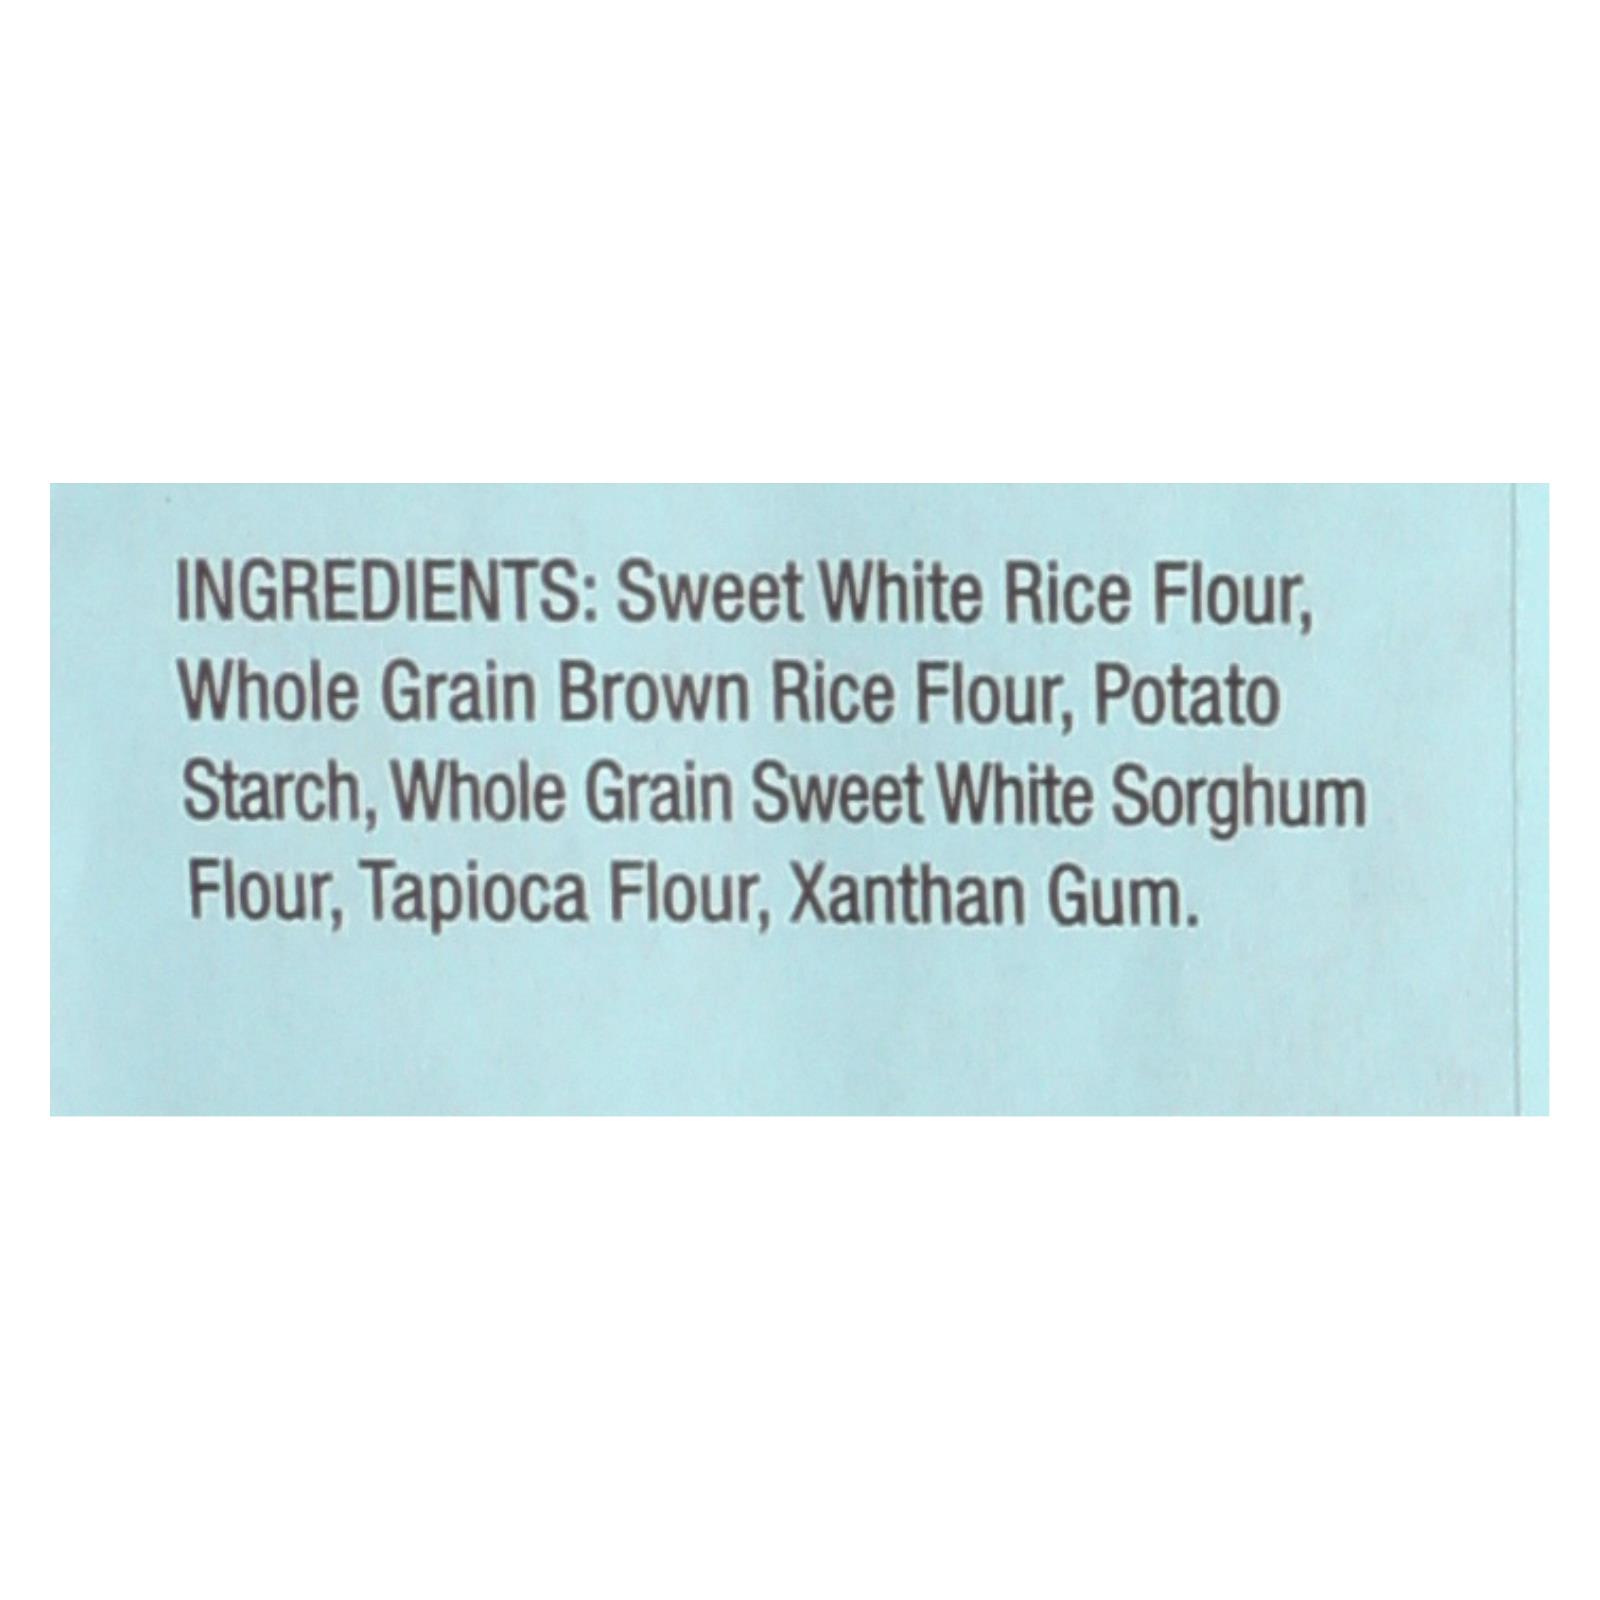 INGREDIENTS: Sweet White Rice Flour,
Whole Grain Brown Rice Flour, Potato
Starch, Whole Grain Sweet White Sorghum
Flour, Tapioca Flour, Xanthan Gum.